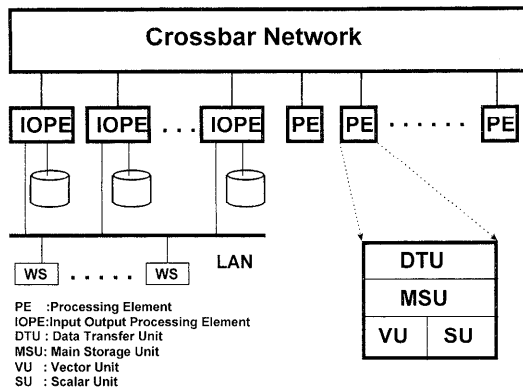 Crossbar Network
IOPE IOPE . . . IOPE PE PE . . . . . . PE
LAN
WS . . . . . WS
DTU
MSU
VU SU
PE :Processing Element
IOPE:Input Output Processing Element
DTU : Data Transfer Unit
MSU: Main Storage Unit
VU : Vector Unit
SU : Scalar Unit